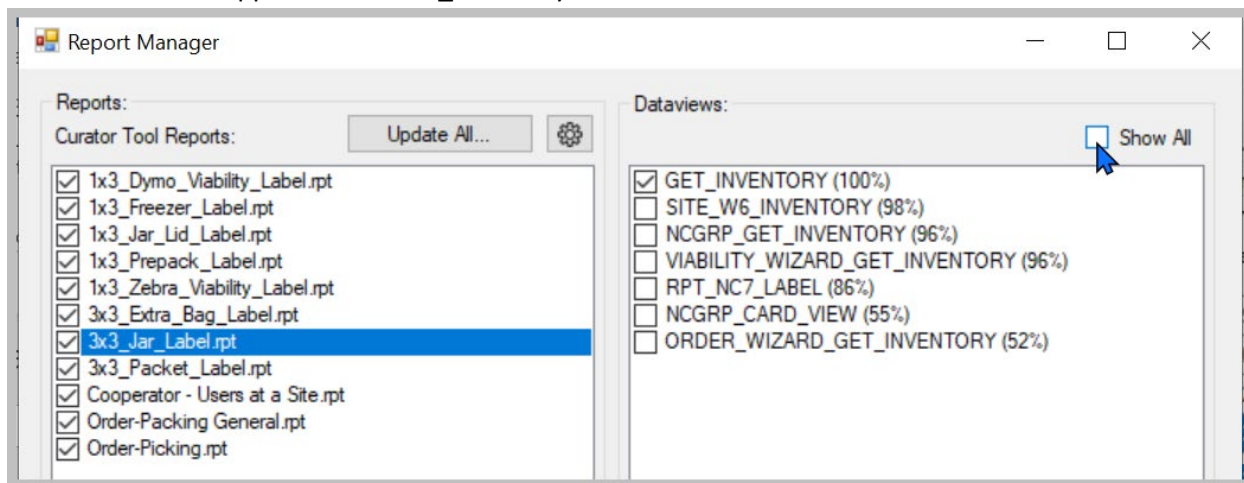 Report Manager
Reports:
Curator Tool Reports:
Update All...
1x3_Dymo_Viability_Label.rpt
1x3_Freezer_Label.rpt
1x3_Jar_Lid_Label.rpt
1x3_Prepack_Label.rpt
1x3_Zebra_Viability_Label.rpt
3x3_Extra_Bag_Label.rpt
3x3_Jar_Label.rpt
3x3_Packet_Label.rpt
Cooperator - Users at a Site.rpt
Order-Packing General.rpt
Order-Picking.rpt
Dataviews:
Show All
GET_INVENTORY (100%)
SITE_W6_INVENTORY (98%)
NCGRP_GET_INVENTORY (96%)
VIABILITY_WIZARD_GET_INVENTORY (96%)
RPT_NC7_LABEL (86%)
NCGRP_CARD_VIEW (55%)
ORDER_WIZARD_GET_INVENTORY (52%)